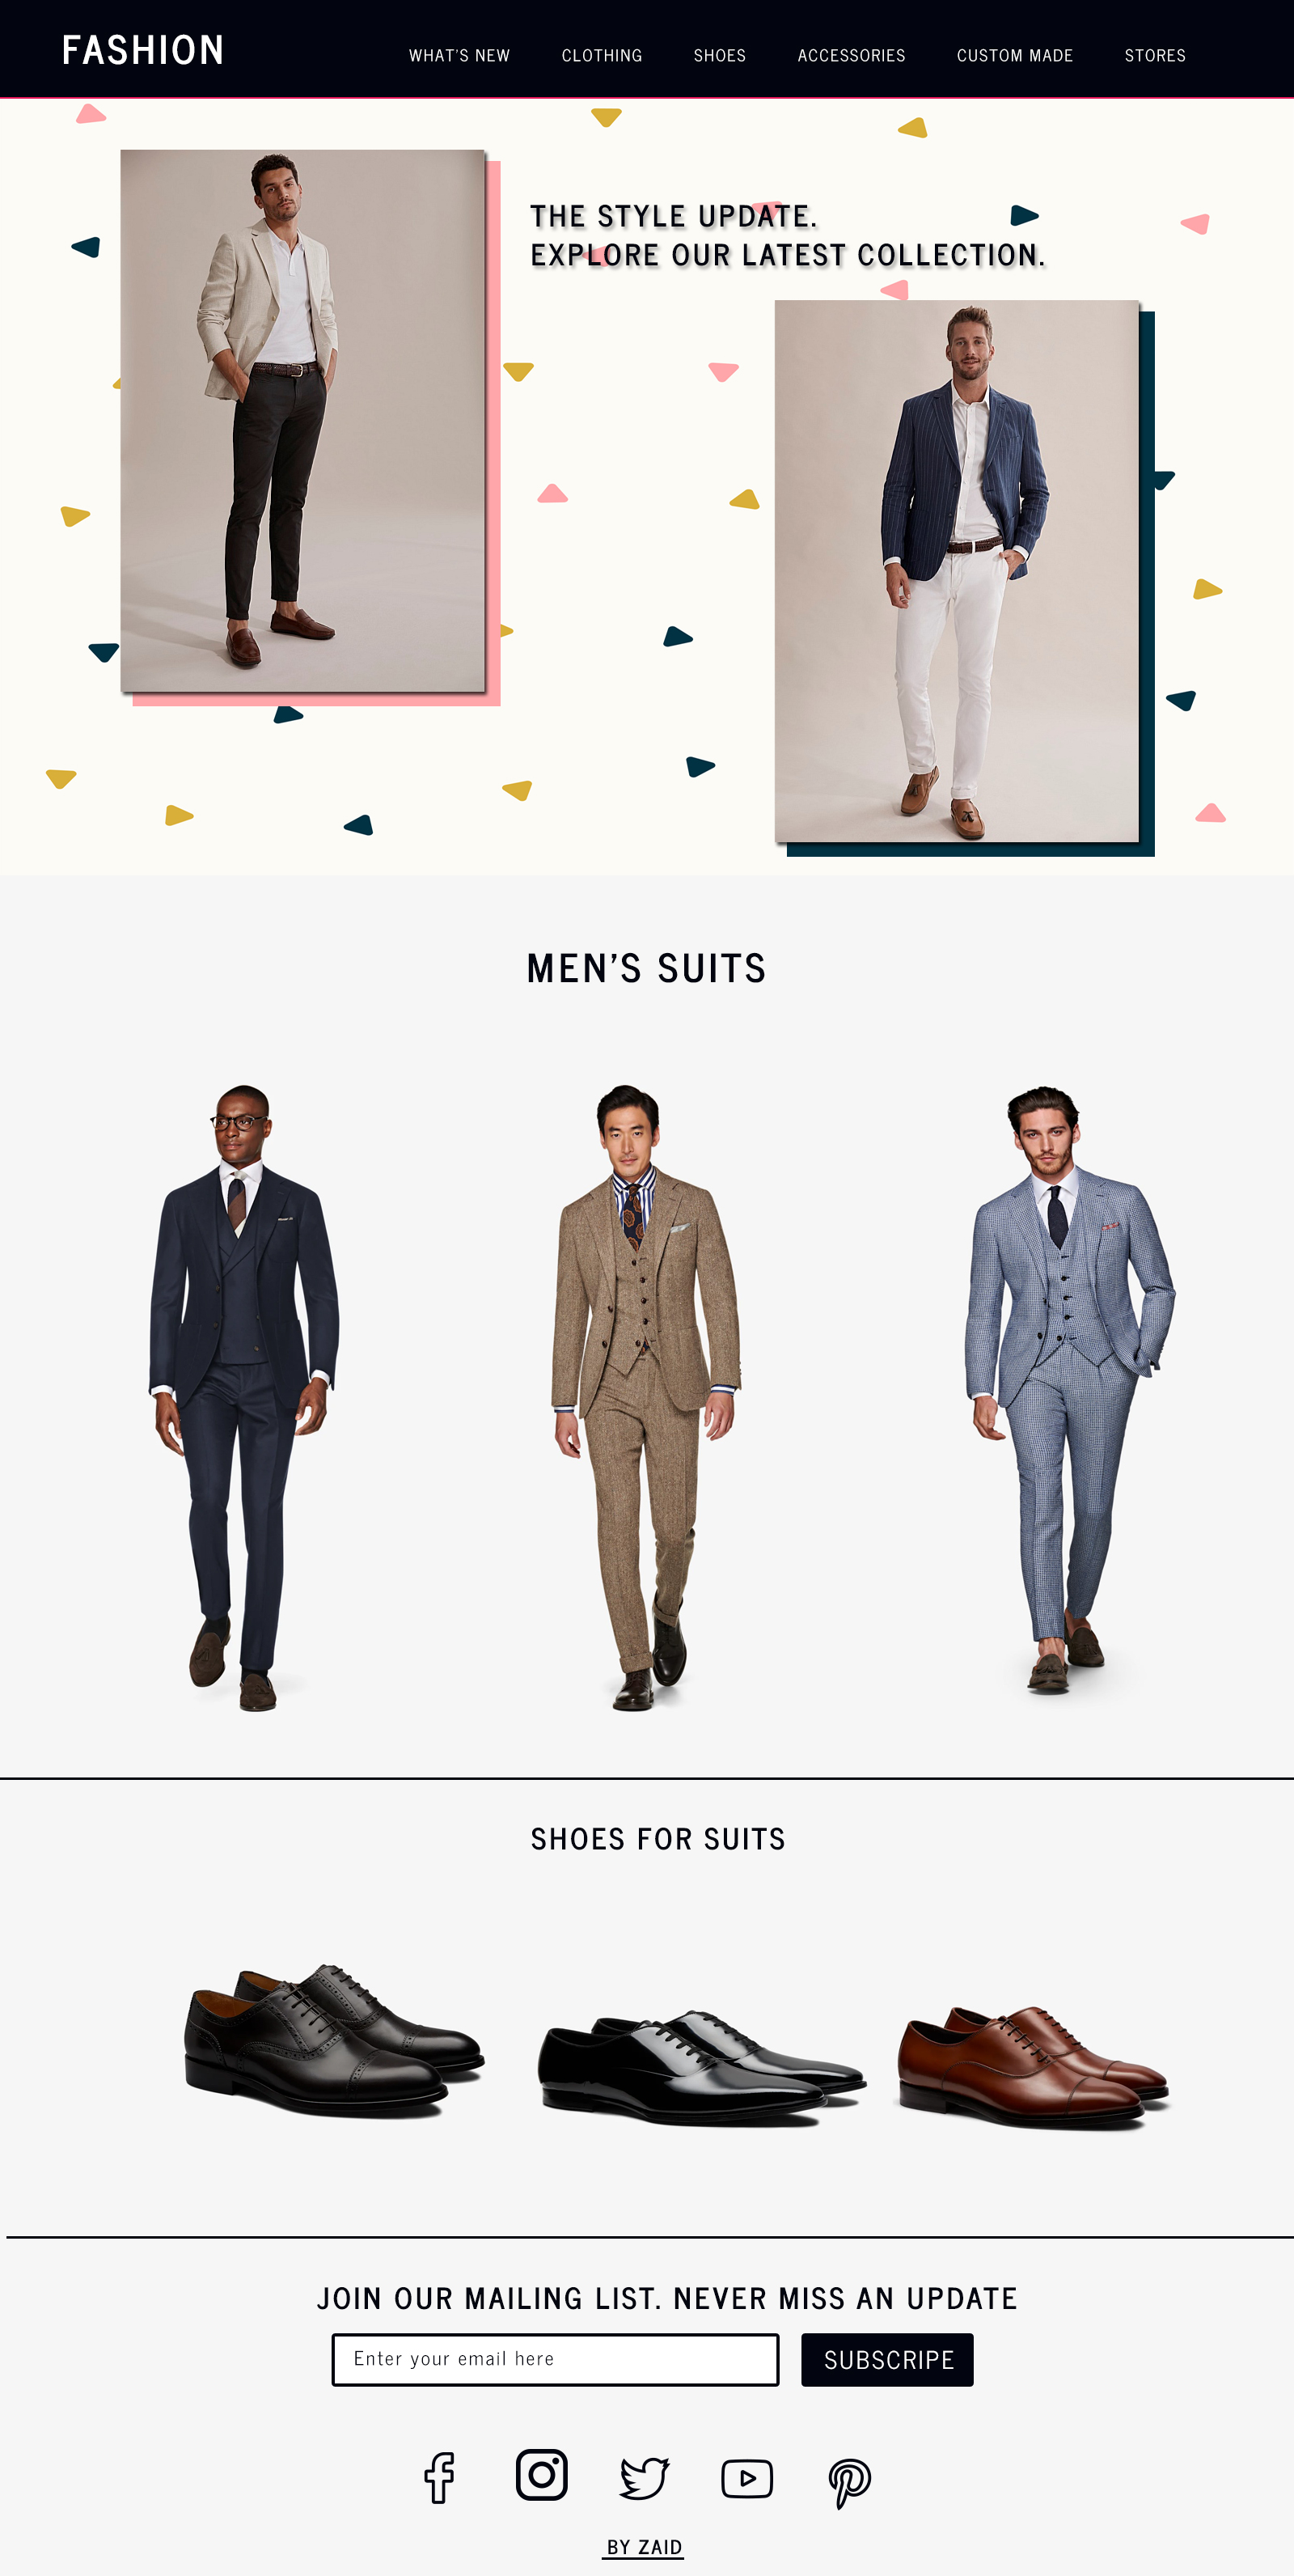 FASHION
WHAT'S NEW CLOTHING SHOES ACCESSORIES CUSTOM MADE STORES
THE STYLE UPDATE.
EXPLORE OUR LATEST COLLECTION.
MEN'S SUITS
SHOES FOR SUITS
JOIN OUR MAILING LIST. NEVER MISS AN UPDATE
Enter your email here
SUBSCRIPE
BY ZAID